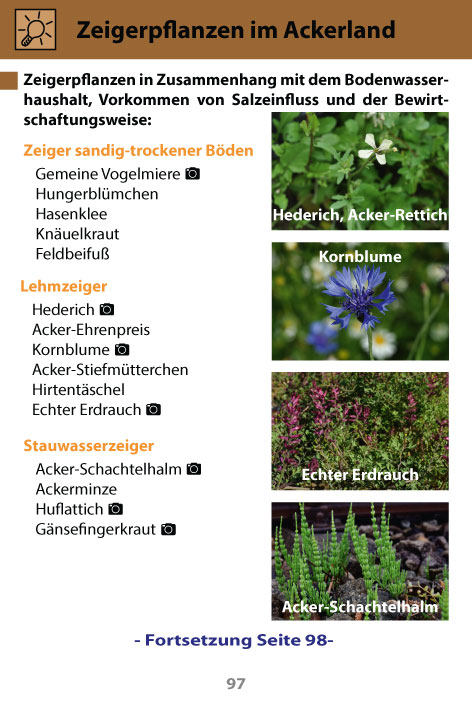 Zeigerpflanzen im Ackerland
Zeigerpflanzen in Zusammenhang mit dem Bodenwasser-
haushalt, Vorkommen von Salzeinfluss und der Bewirt-
schaftungsweise:
Zeiger sandig-trockener Böden
Gemeine Vogelmiere
Hungerblümchen
Hasenklee
Knäuelkraut
Feldbeifuß
Lehmzeiger
Hederich
Acker-Ehrenpreis
Kornblume
Acker-Stiefmütterchen
Hirtentäschel
Echter Erdrauch
Stauwasserzeiger
Acker-Schachtelhalm
Ackerminze
Huflattich
Gänsefingerkraut
Hederich, Acker-Rettich
Kornblume
Echter Erdrauch
Acker-Schachtelhalm
- Fortsetzung Seite 98-
97